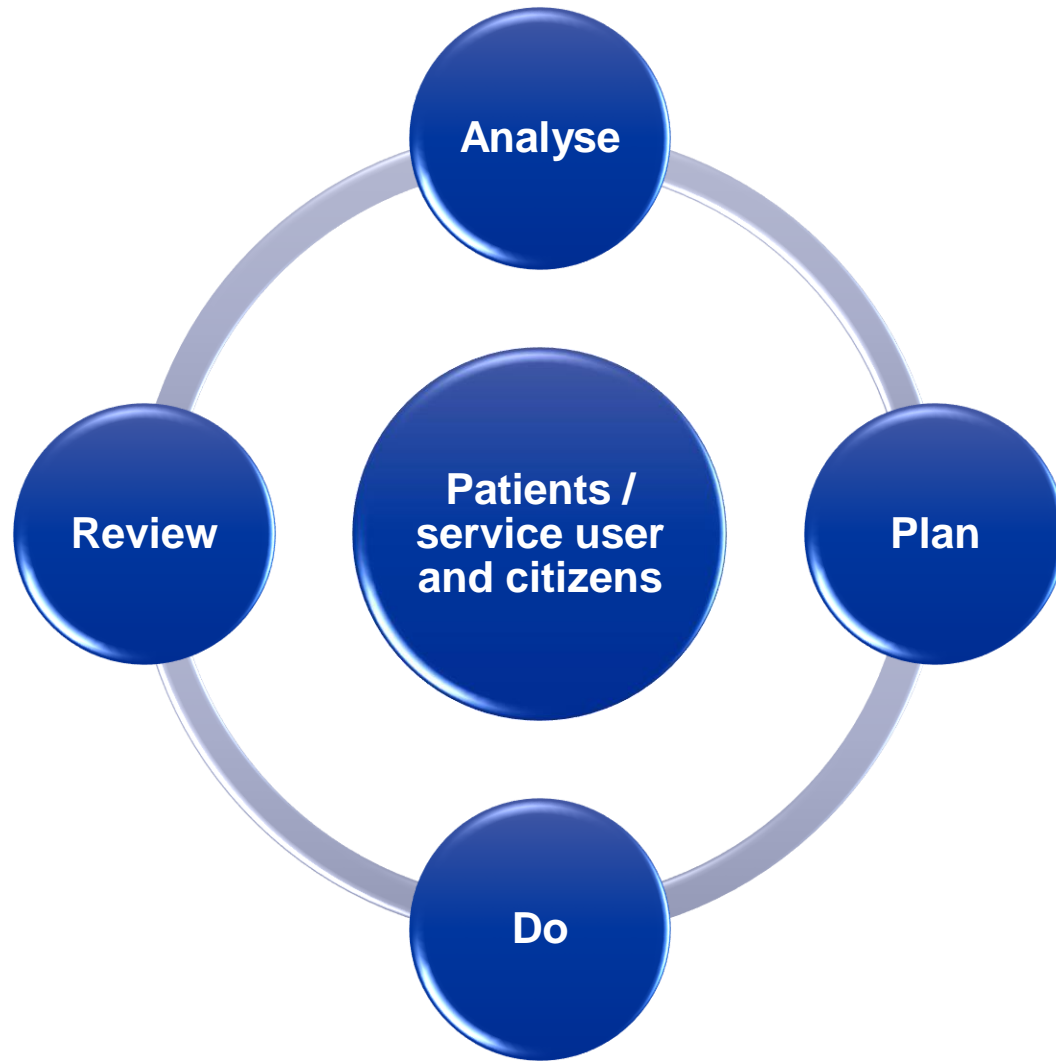 Analyse
Review
Patients /
service user
and citizens
Plan
Do